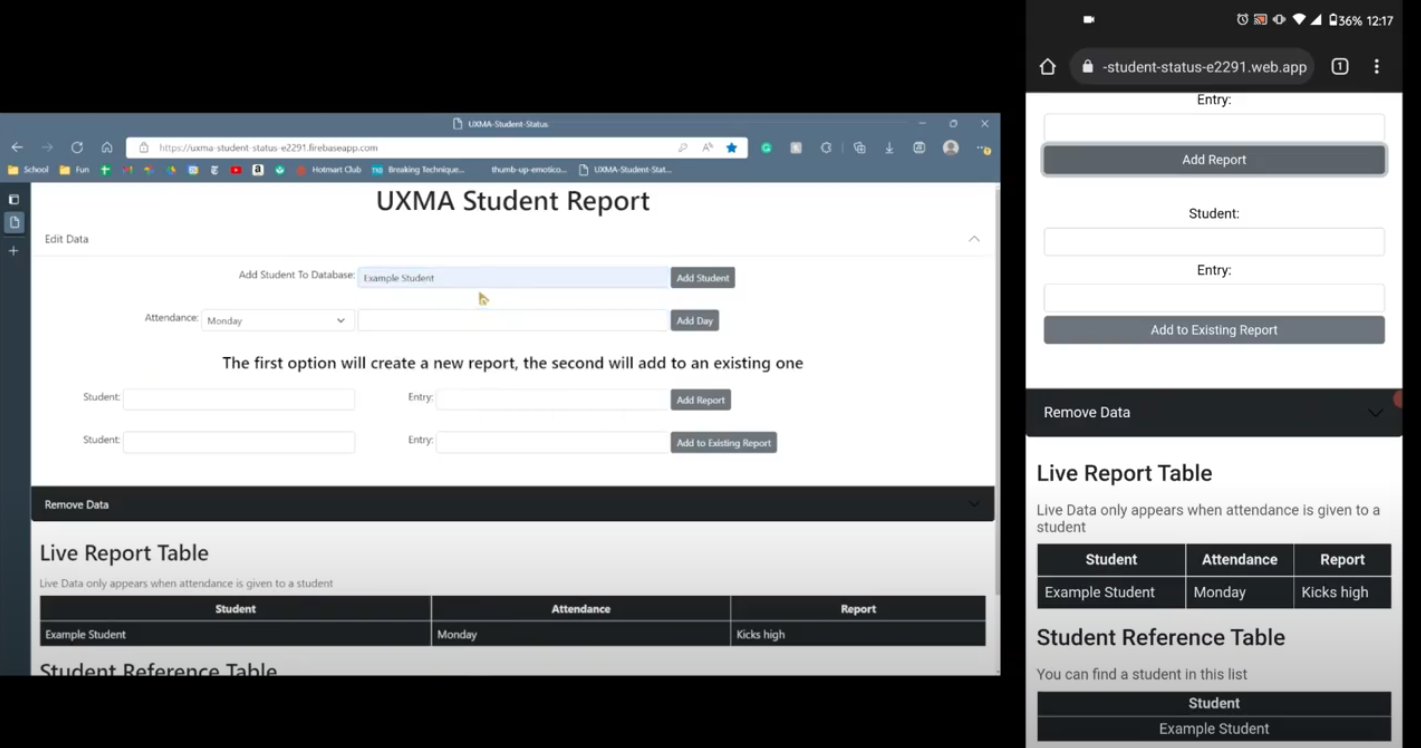 UXMA-Student-Status
https://uxma-student-status-e2291.firebaseapp.com
School Fun Hotmart Club Breaking Technique... thumb-up-emotico... UXMA-Student-Stat...
UXMA Student Report
Edit Data
Add Student To Database: Example Student Add Student
Attendance: Monday Add Day
The first option will create a new report, the second will add to an existing one
Student: Entry: Add Report
Student: Entry: Add to Existing Report
Remove Data
Live Report Table
Live Data only appears when attendance is given to a student
Student Attendance Report
Example Student Monday Kicks high
Student Reference Table
36% 12:17
-student-status-e2291.web.app 1
Entry:
Add Report
Student:
Entry:
Add to Existing Report
Remove Data
Live Report Table
Live Data only appears when attendance is given to a
student
Student Attendance Report
Example Student Monday Kicks high
Student Reference Table
You can find a student in this list
Student
Example Student